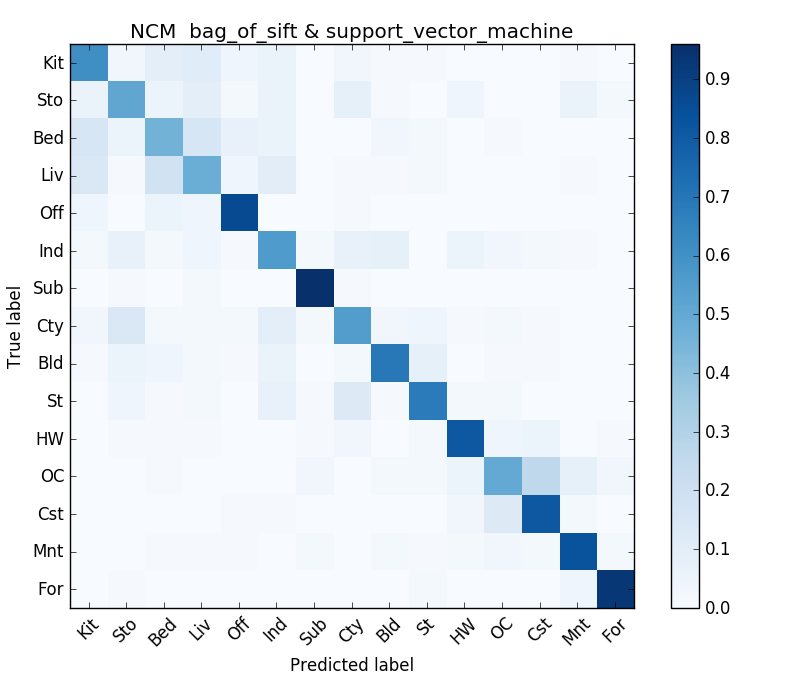 NCM  bag_of_sift & support_vector_machine
True label
Kit
Sto
Bed
Liv
Off
Ind
Sub
Cty
Bld
St
HW
OC
Cst
Mnt
For
Kit Sto Bed Liv Off Ind Sub Cty Bld St HW OC Cst Mnt For
Predicted label
0.9
0.8
0.7
0.6
0.5
0.4
0.3
0.2
0.1
0.0